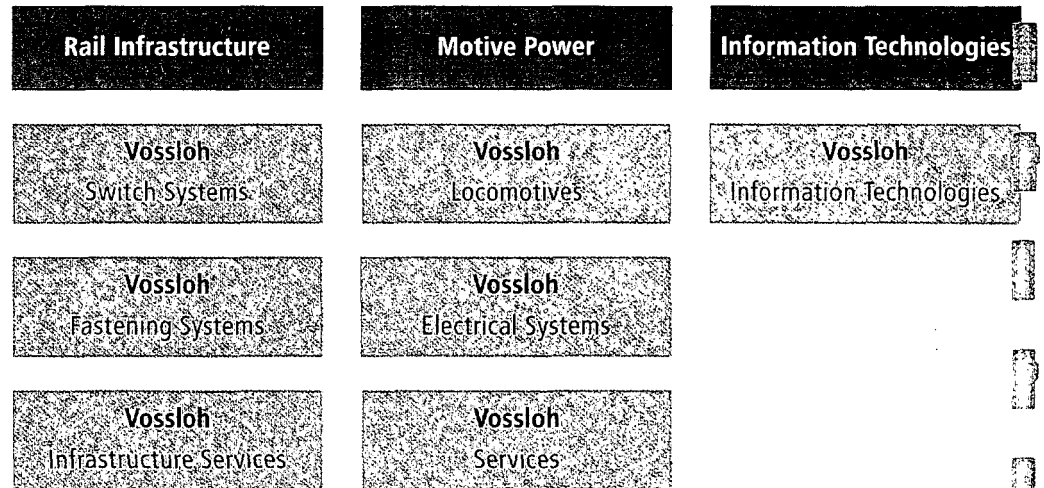 Rail Infrastructure
Motive Power
Information Technologies
Vossloh
Switch Systems
Vossloh
Locomotives
Vossloh
Information Technologies
Vossloh
Fastening Systems
Vossloh
Electrical Systems
Vossloh
Infrastructure Services
Vossloh
Services